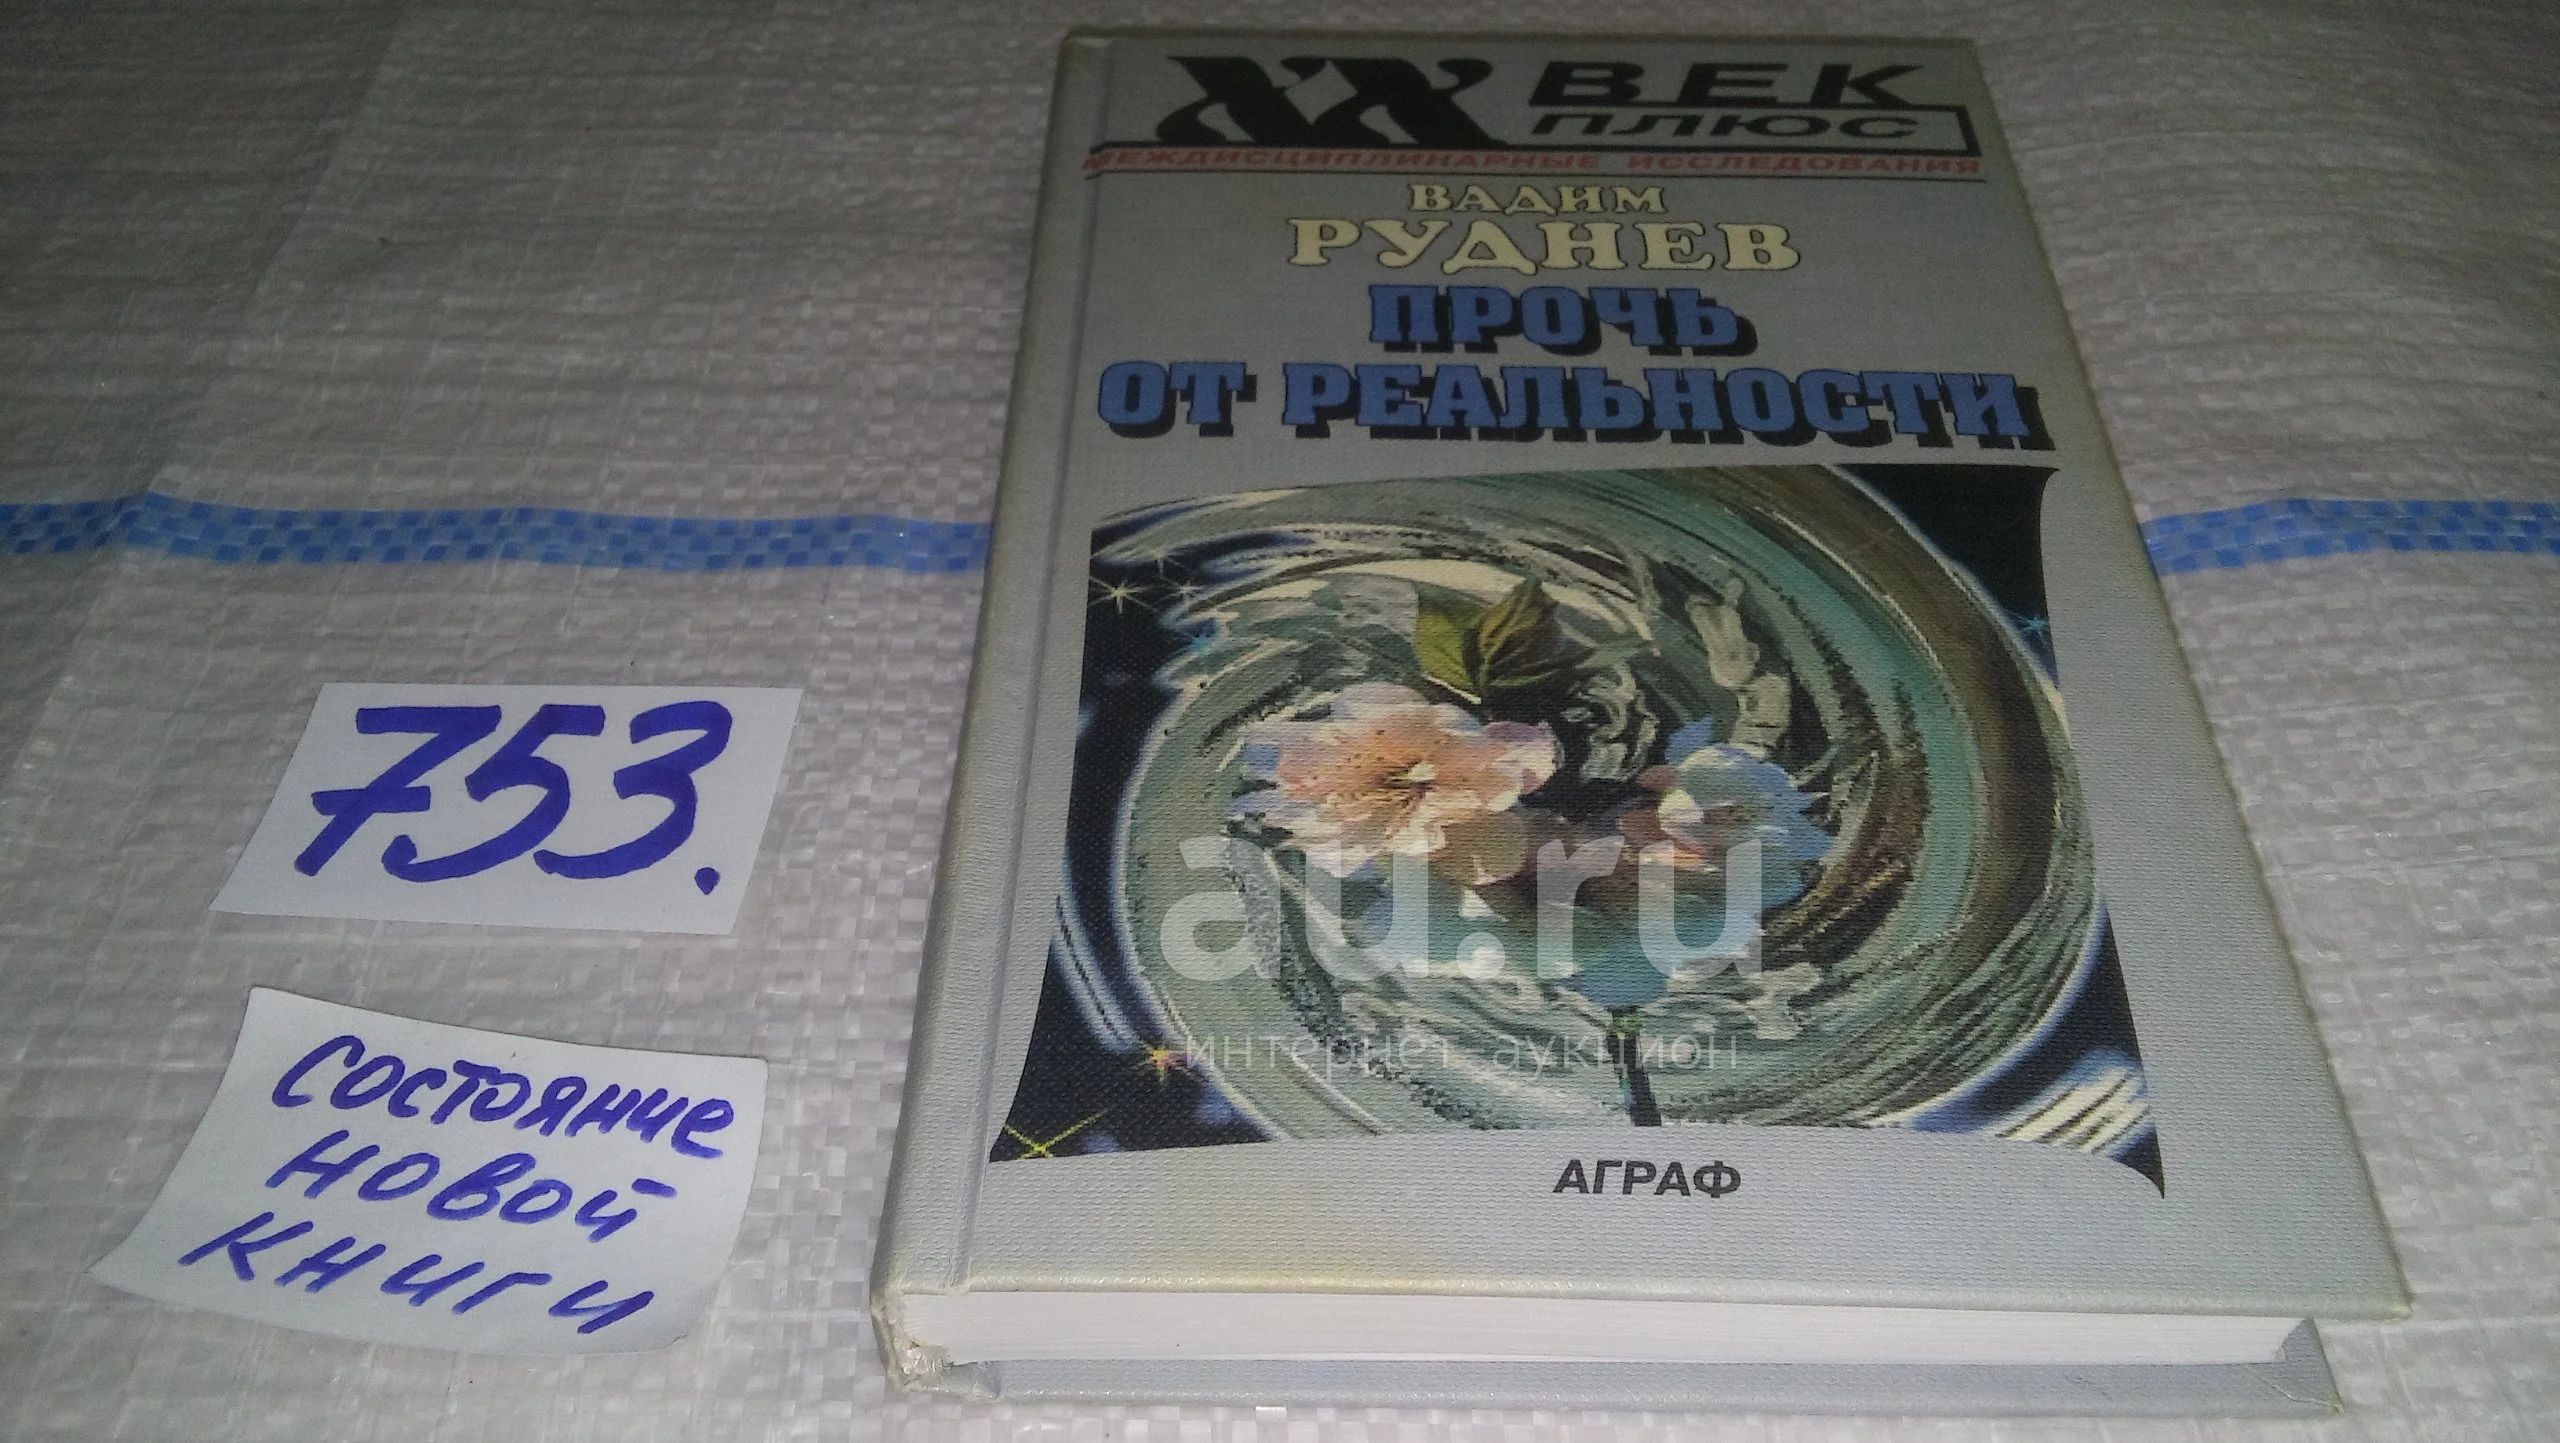 XX ВЕК
ПЛЮС
МЕЖДИСЦИПЛИНАРНЫЕ ИССЛЕДОВАНИЯ
ВАДИМ
РУДНЕВ
ПРОЧЬ
ОТ РЕАЛЬНОСТИ
au.ru
интернет аукцион
АГРАФ
753.
состояние
новой
книги